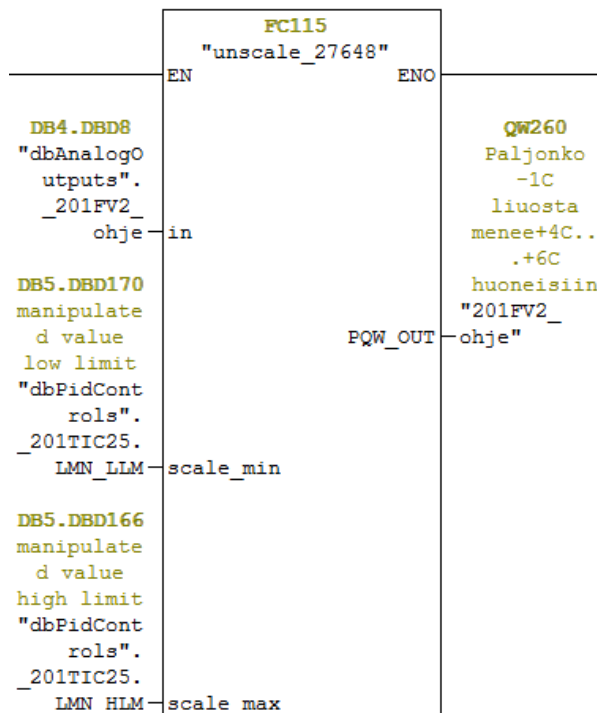 FC115
"unscale_27648"
EN ENO
DB4.DBD8
"dbAnalogO
utputs".
_201FV2_
ohje
in
DB5.DBD170
manipulate
d value
low limit
"dbPidCont
rols".
_201TIC25.
LMN_LLM
scale_min
DB5.DBD166
manipulate
d value
high limit
"dbPidCont
rols".
_201TIC25.
LMN_HLM
scale_max
QW260
Paljonko
-1C
liuosta
menee+4C..
.+6C
huoneisiin
"201FV2_
ohje"
PQW_OUT